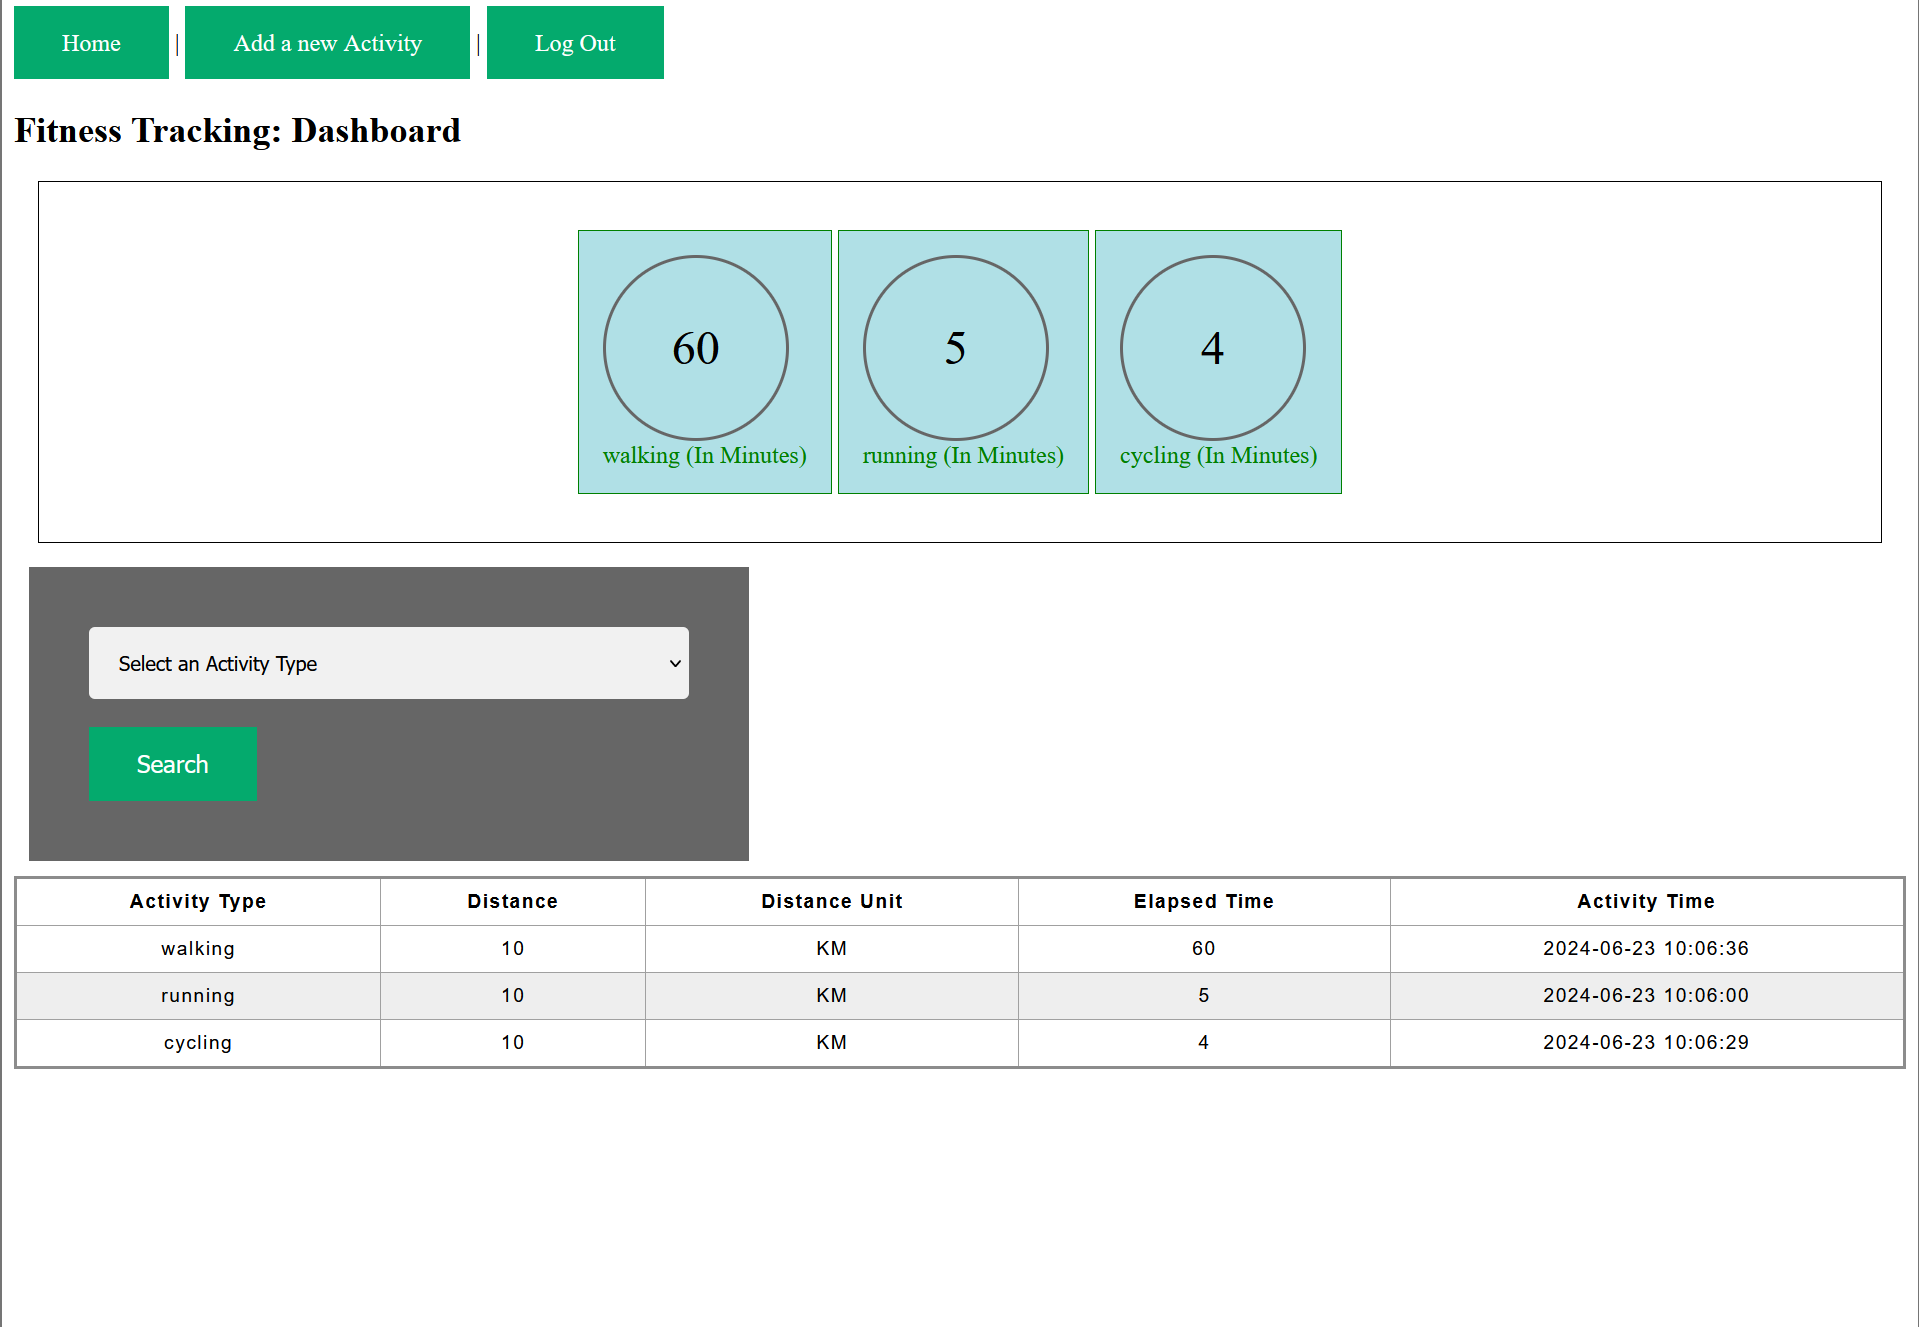 Home | Add a new Activity | Log Out
Fitness Tracking: Dashboard
60 5 4
walking (In Minutes) running (In Minutes) cycling (In Minutes)
Select an Activity Type
Search
Activity Type Distance Distance Unit Elapsed Time Activity Time
walking 10 KM 60 2024-06-23 10:06:36
running 10 KM 5 2024-06-23 10:06:00
cycling 10 KM 4 2024-06-23 10:06:29